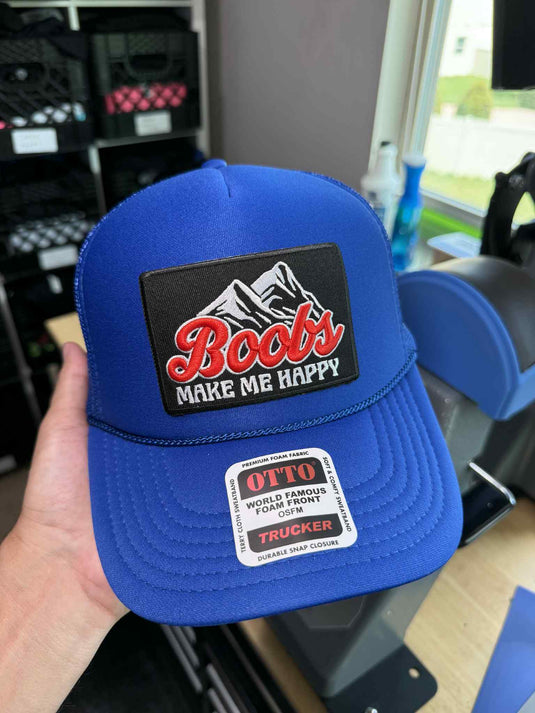 Boobs
MAKE ME HAPPY
PREMIUM FOAM FABRIC
OTTO
WORLD FAMOUS
FOAM FRONT
OSFM
TRUCKER
DURABLE SNAP CLOSURE
TERRY CLOTH SWEATBAND
SOFT & COMFY SWEATBAND